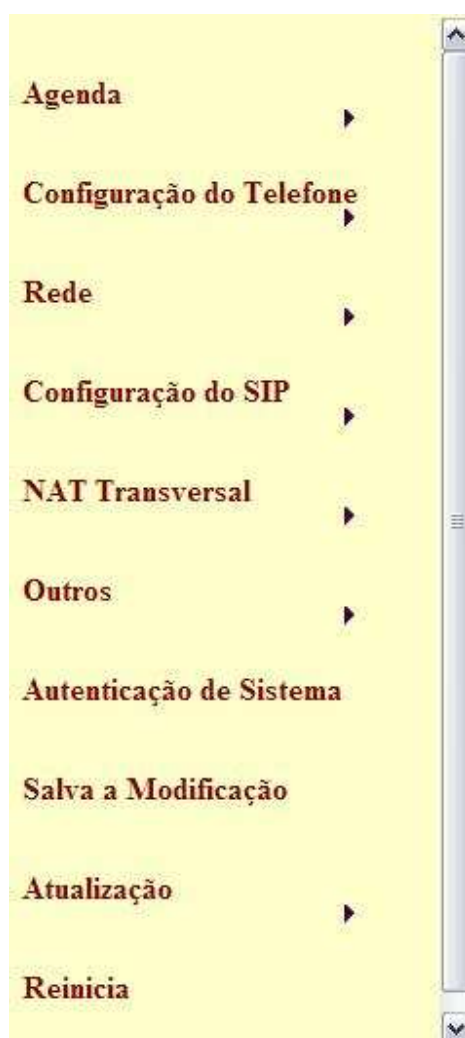 Agenda
Configuração do Telefone
Rede
Configuração do SIP
NAT Transversal
Outros
Autenticação de Sistema
Salva a Modificação
Atualização
Reinicia